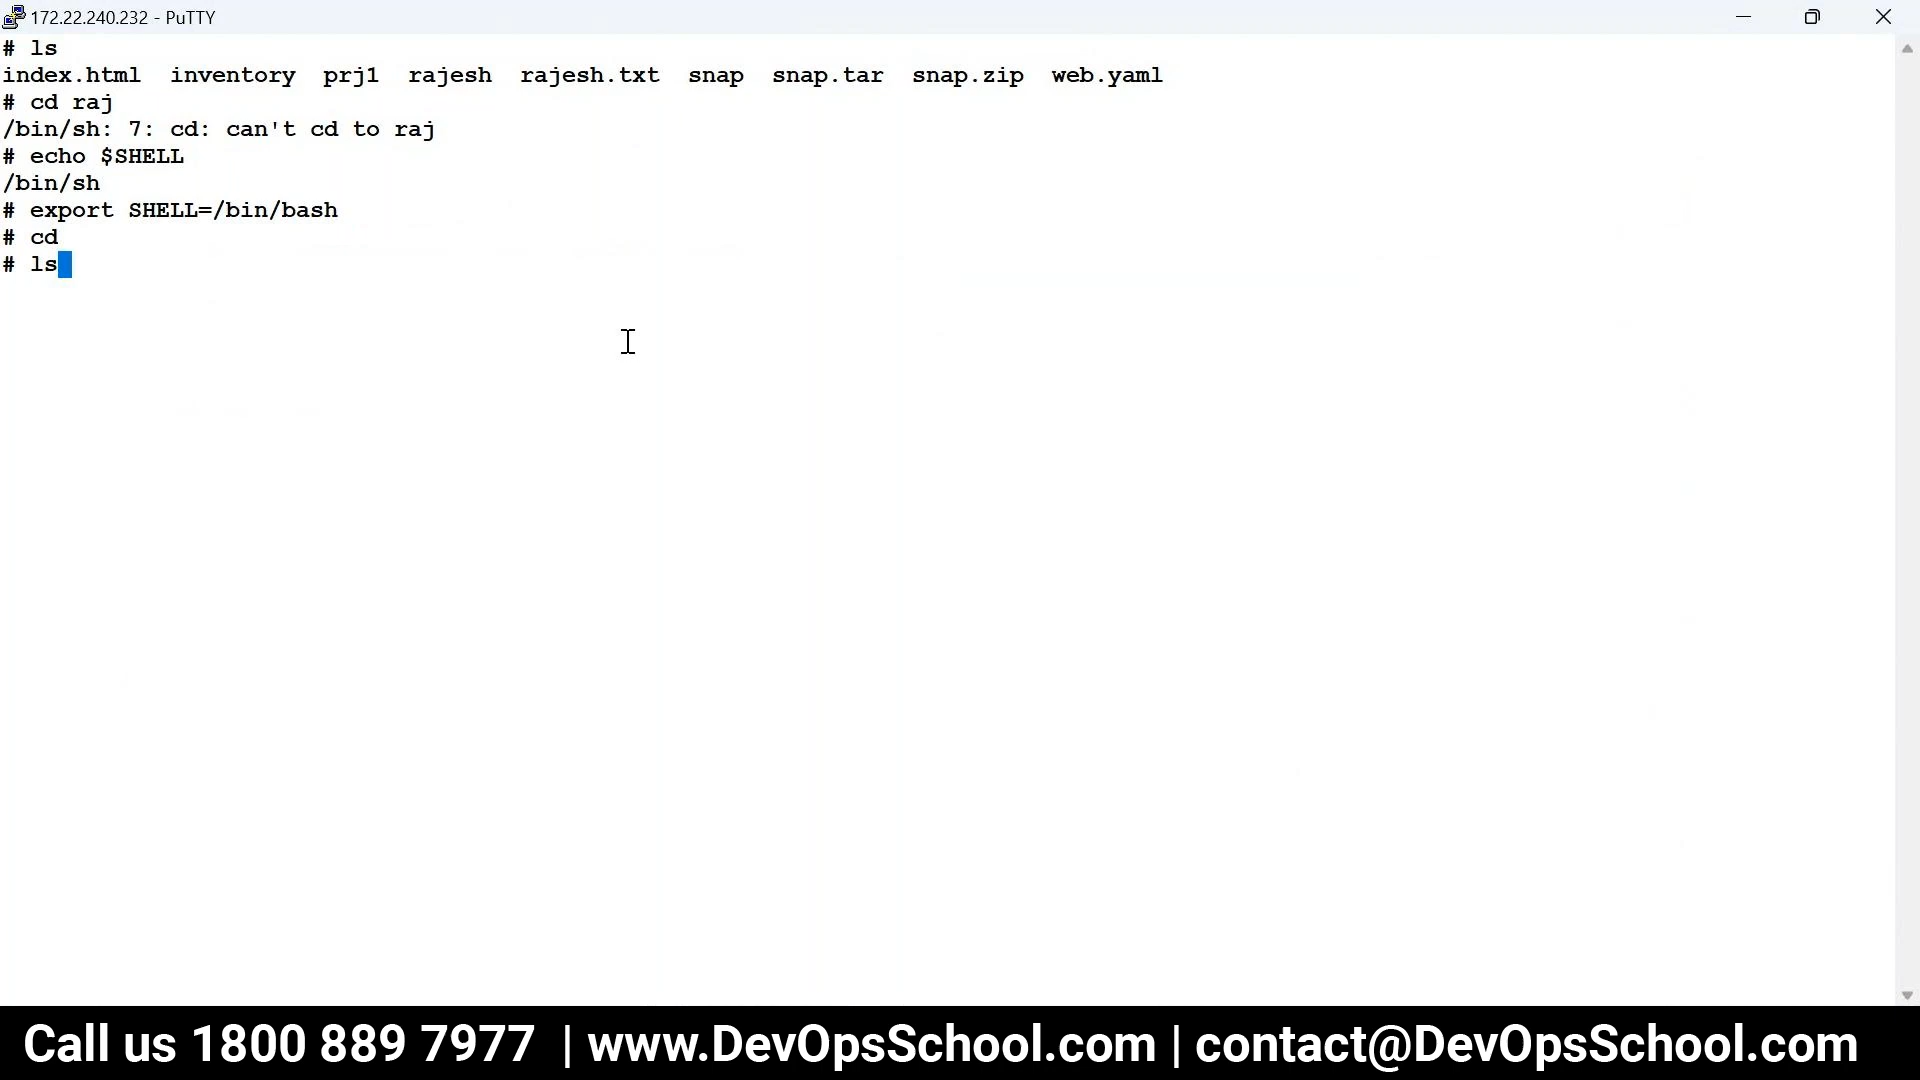 172.22.240.232 - PuTTY
# ls
index.html  inventory  prj1  rajesh  rajesh.txt  snap  snap.tar  snap.zip  web.yaml
# cd raj
/bin/sh: 7: cd: can't cd to raj
# echo $SHELL
/bin/sh
# export SHELL=/bin/bash
# cd
# ls
Call us 1800 889 7977 | www.DevOpsSchool.com | contact@DevOpsSchool.com